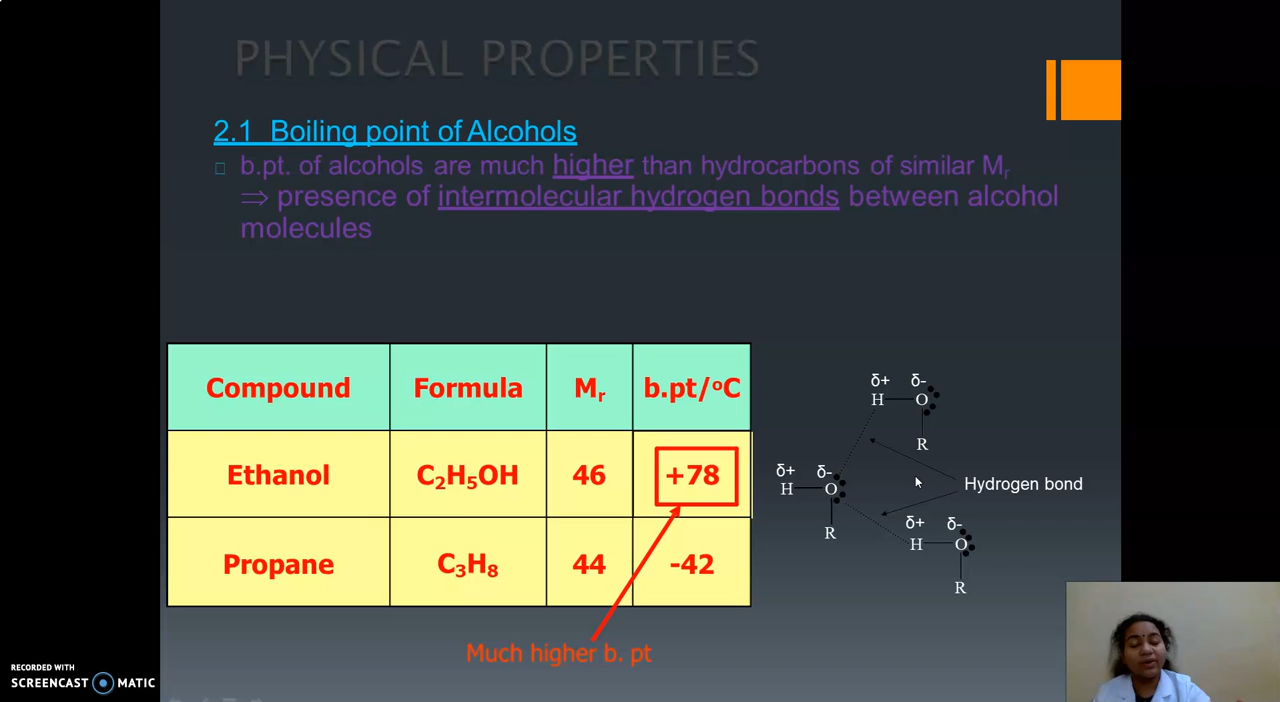 PHYSICAL PROPERTIES
2.1 Boiling point of Alcohols
b.pt. of alcohols are much higher than hydrocarbons of similar Mr
⇒ presence of intermolecular hydrogen bonds between alcohol
molecules
Compound Formula Mr b.pt/°C
Ethanol C₂H₅OH 46 +78
Propane C₃H₈ 44 -42
Much higher b. pt
δ+ δ-
H O
R
δ+ δ-
H O
R
Hydrogen bond
δ+ δ-
H O
R
RECORDED WITH
SCREENCAST MATIC